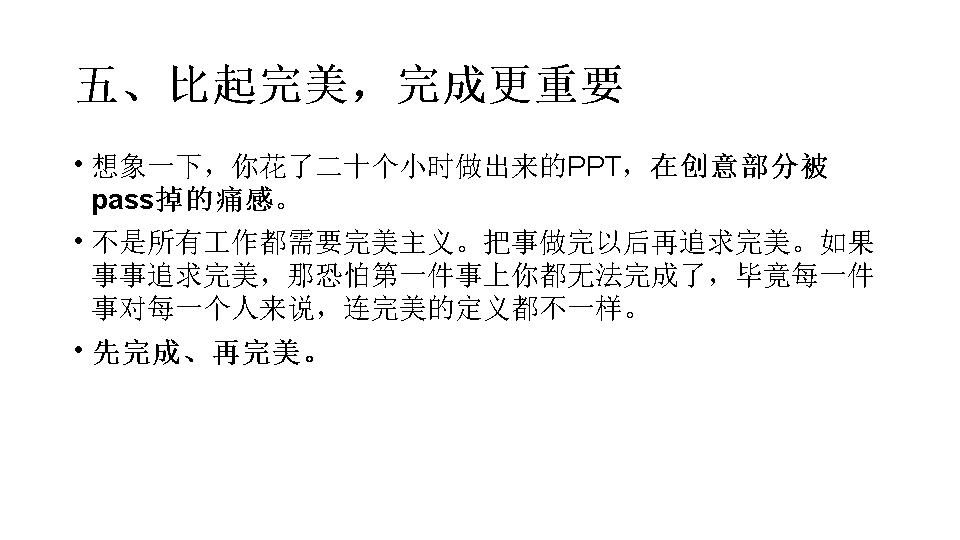 五、比起完美，完成更重要
• 想象一下，你花了二十个小时做出来的PPT，在创意部分被
pass掉的痛感。
• 不是所有工作都需要完美主义。把事做完以后再追求完美。如果
事事追求完美，那恐怕第一件事上你都无法完成了，毕竟每一件
事对每一个人来说，连完美的定义都不一样。
• 先完成、再完美。